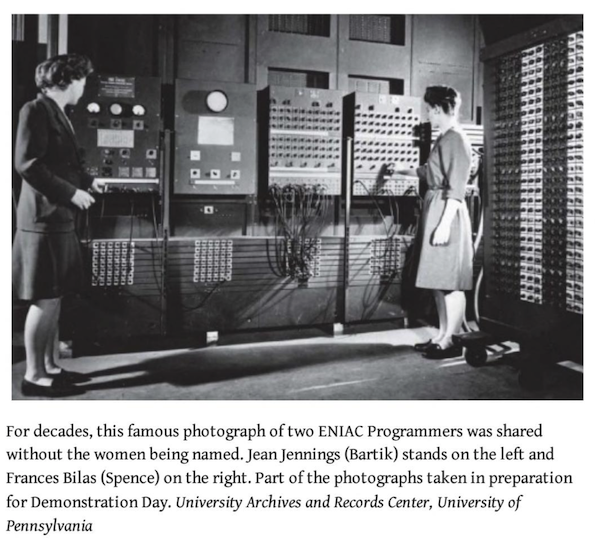 For decades, this famous photograph of two ENIAC Programmers was shared
without the women being named. Jean Jennings (Bartik) stands on the left and
Frances Bilas (Spence) on the right. Part of the photographs taken in preparation
for Demonstration Day. University Archives and Records Center, University of
Pennsylvania